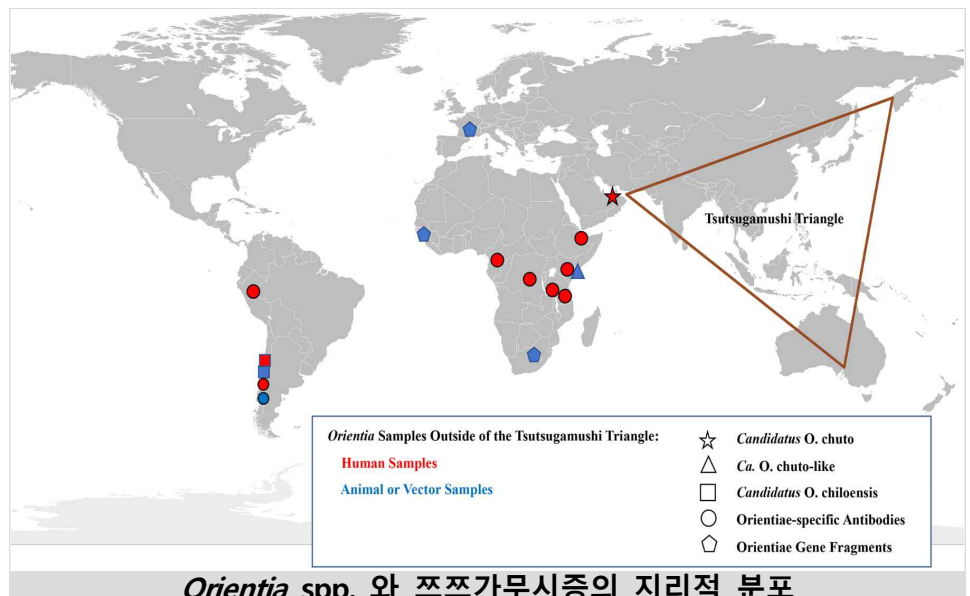 Tsutsugamushi Triangle
Orientia Samples Outside of the Tsutsugamushi Triangle:
Human Samples
Animal or Vector Samples
Candidatus O. chuto
Ca. O. chuto-like
Candidatus O. chiloensis
Orientiae-specific Antibodies
Orientiae Gene Fragments
Orientia spp. 와 쯔쯔가무시증의 지리적 분포